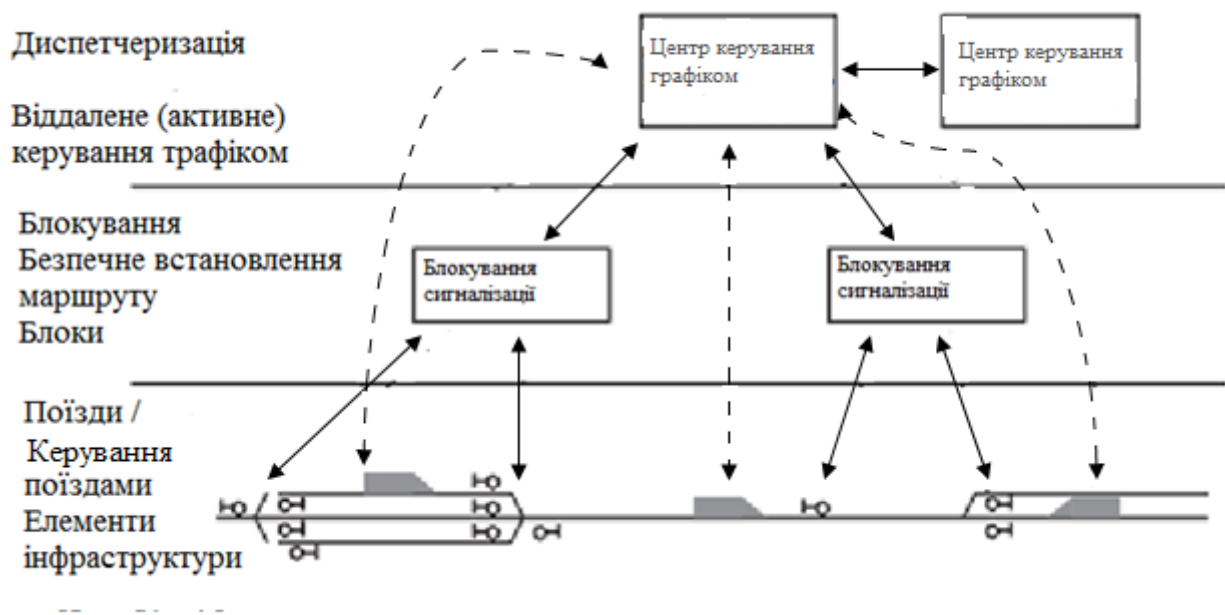 Диспетчеризація
Віддалене (активне)
керування трафіком
Центр керування
графіком
Центр керування
графіком
Блокування
Безпечне встановлення
маршруту
Блоки
Блокування
сигналізації
Блокування
сигналізації
Поїзди /
Керування
поїздами
Елементи
інфраструктури